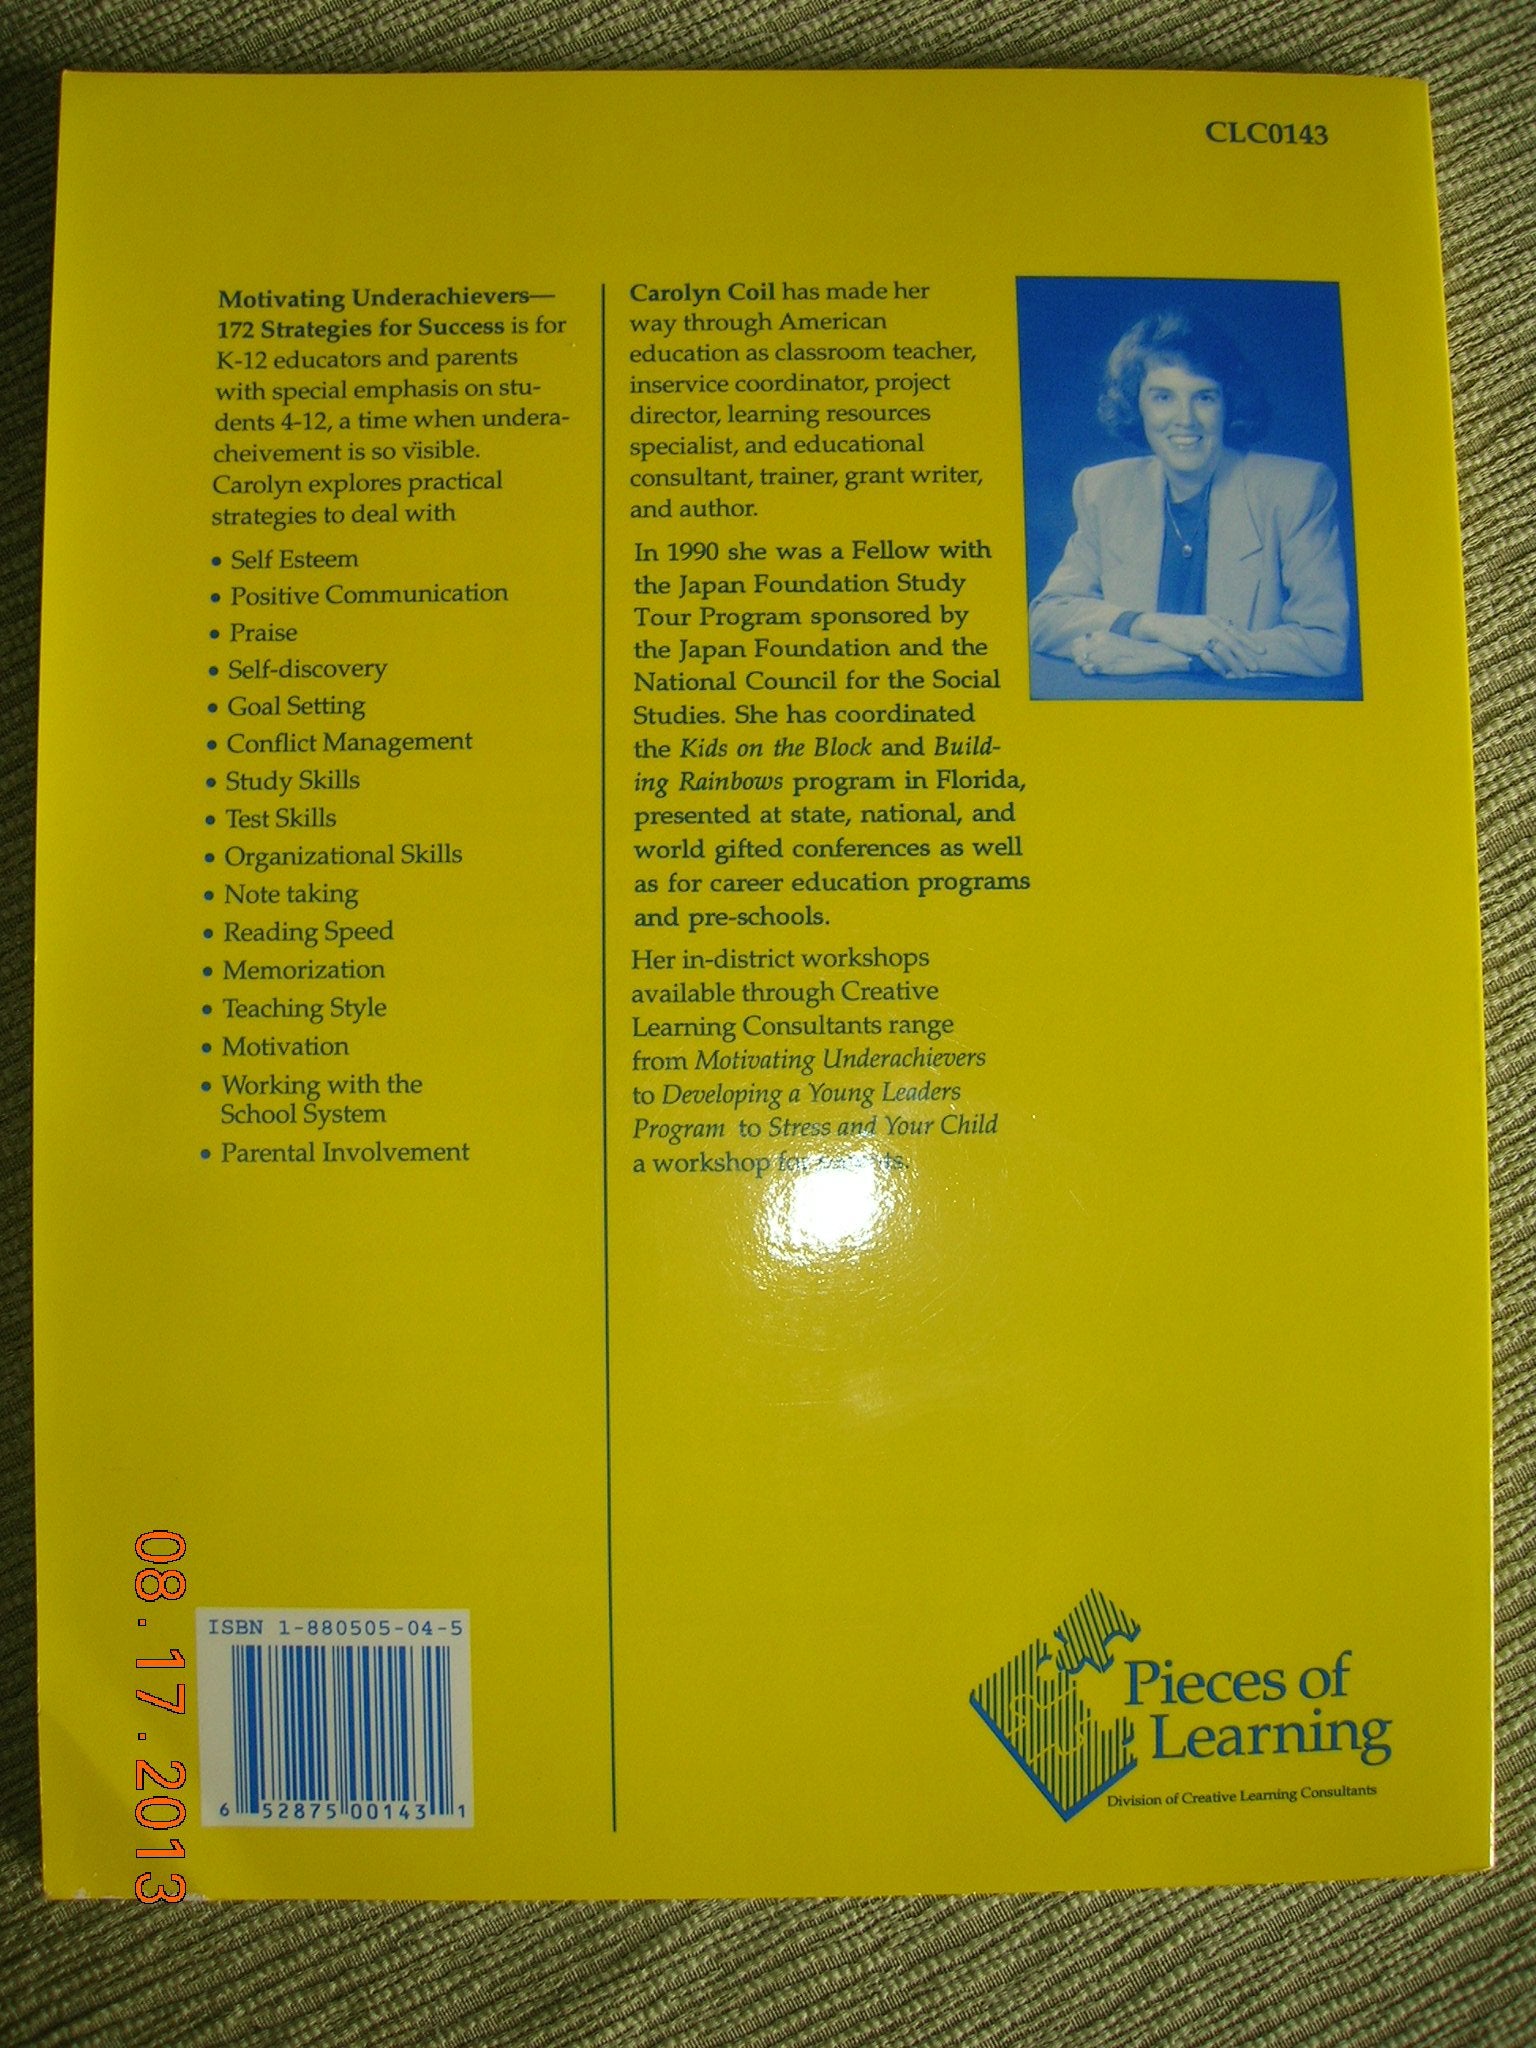 CLC0143
Motivating Underachievers—
172 Strategies for Success is for
K-12 educators and parents
with special emphasis on stu-
dents 4-12, a time when undera-
cheivement is so visible.
Carolyn explores practical
strategies to deal with
• Self Esteem
• Positive Communication
• Praise
• Self-discovery
• Goal Setting
• Conflict Management
• Study Skills
• Test Skills
• Organizational Skills
• Note taking
• Reading Speed
• Memorization
• Teaching Style
• Motivation
• Working with the
School System
• Parental Involvement
Carolyn Coil has made her
way through American
education as classroom teacher,
inservice coordinator, project
director, learning resources
specialist, and educational
consultant, trainer, grant writer,
and author.
In 1990 she was a Fellow with
the Japan Foundation Study
Tour Program sponsored by
the Japan Foundation and the
National Council for the Social
Studies. She has coordinated
the Kids on the Block and Build-
ing Rainbows program in Florida,
presented at state, national, and
world gifted conferences as well
as for career education programs
and pre-schools.
Her in-district workshops
available through Creative
Learning Consultants range
from Motivating Underachievers
to Developing a Young Leaders
Program to Stress and Your Child
a workshop for parents.
ISBN 1-880505-04-5
6 52875 00143 1
Pieces of
Learning
Division of Creative Learning Consultants
08.17.2013